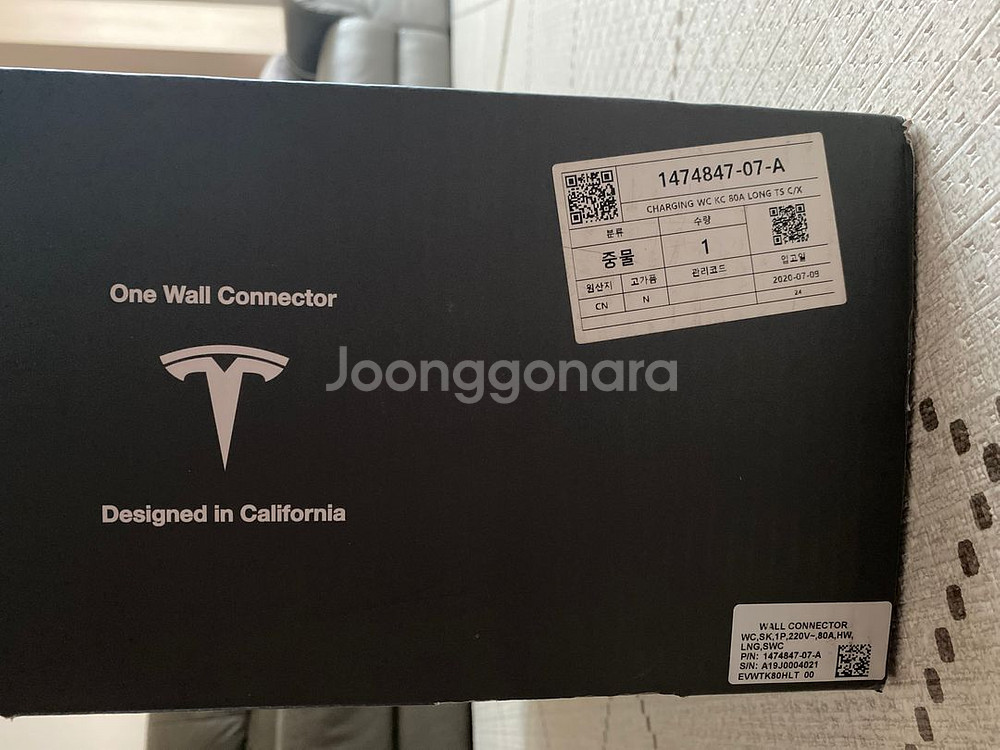 One Wall Connector
Designed in California
Joonggonara
1474847-07-A
CHARGING WC KC 80A LONG TS C/X
분류 수량
중물 1
원산지 고가품 관리코드 입고일
CN N 2020-07-09
24
WALL CONNECTOR
WC,SK,1P,220V~,80A,HW,
LNG,SWC
P/N: 1474847-07-A
S/N: A19J0004021
EVWTK80HLT 00